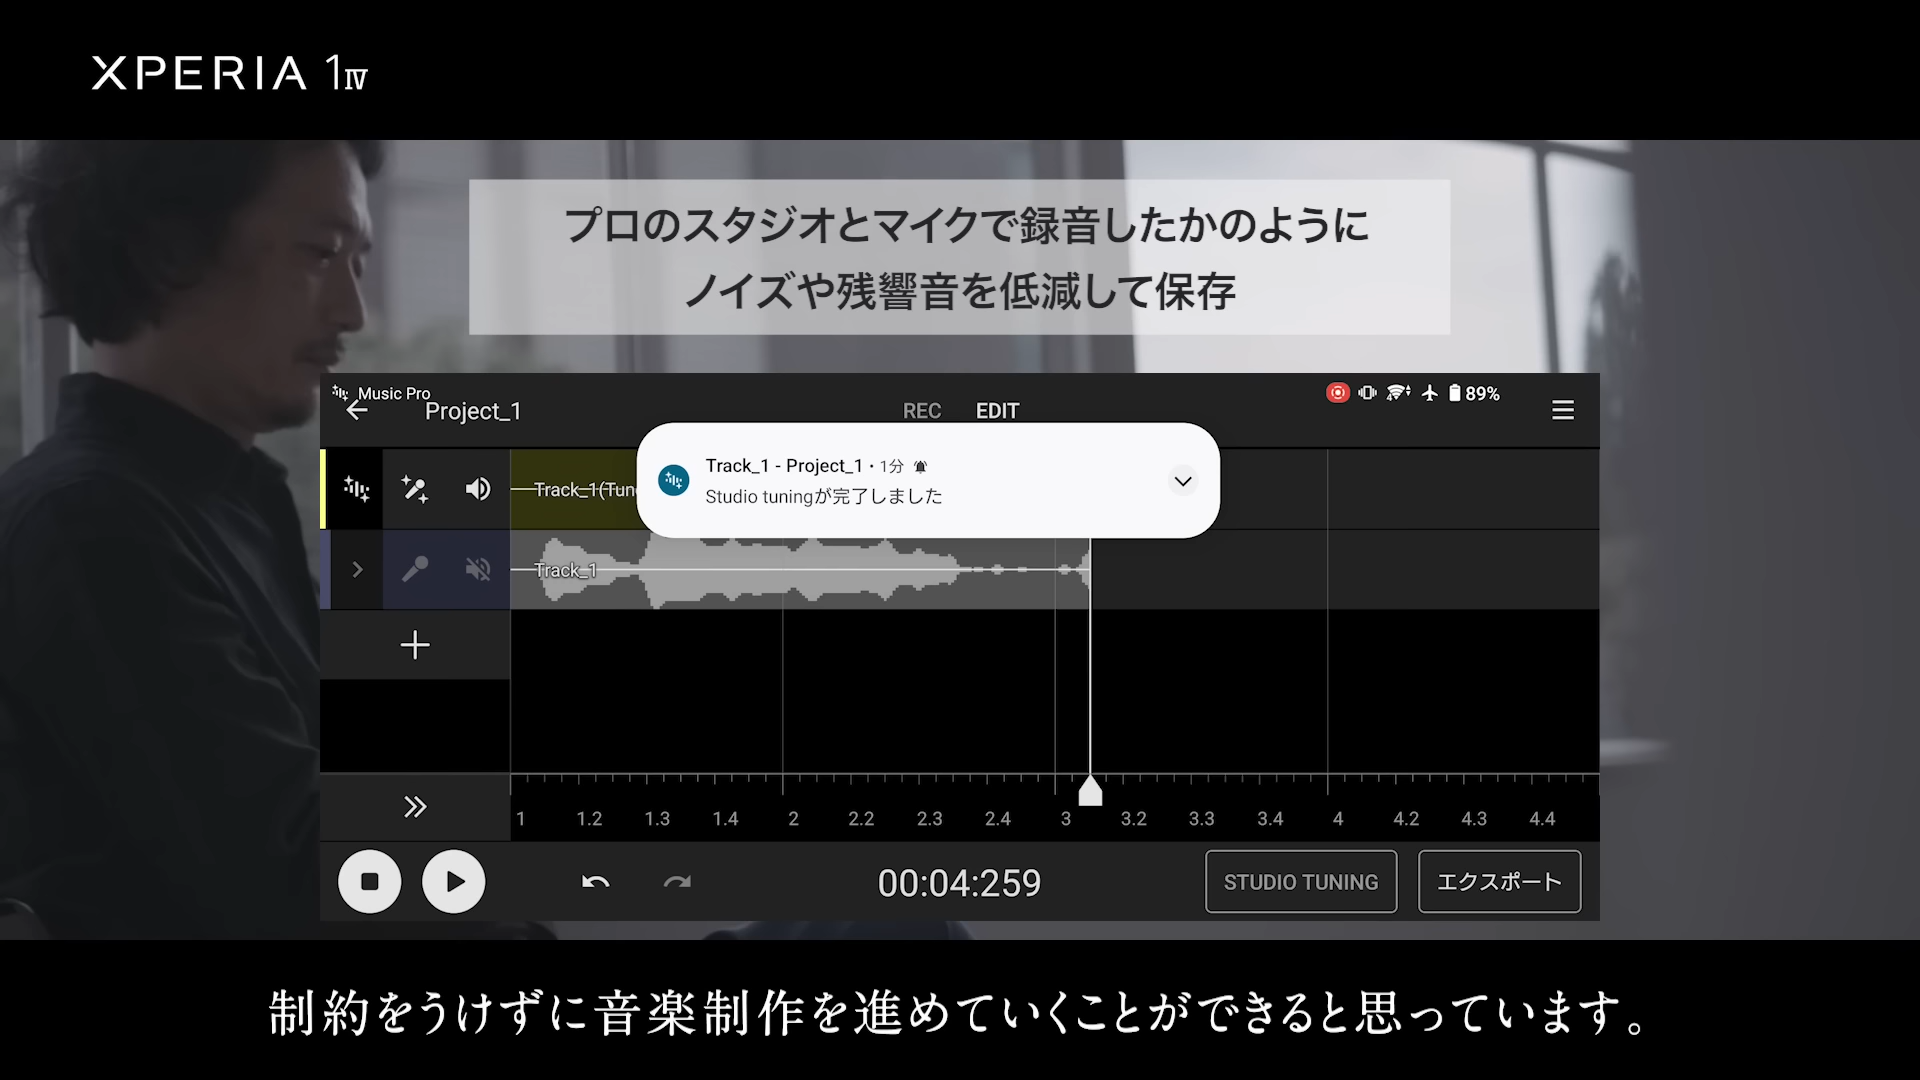 XPERIA 1 IV
プロのスタジオとマイクで録音したかのように
ノイズや残響音を低減して保存
Music Pro
89%
Project_1
REC
EDIT
Track_1 - Project_1・1分
Studio tuningが完了しました
Track_1(Tun
Track_1
1
1.2
1.3
1.4
2
2.2
2.3
2.4
3
3.2
3.3
3.4
4
4.2
4.3
4.4
00:04:259
STUDIO TUNING
エクスポート
制約をうけずに音楽制作を進めていくことができると思っています。